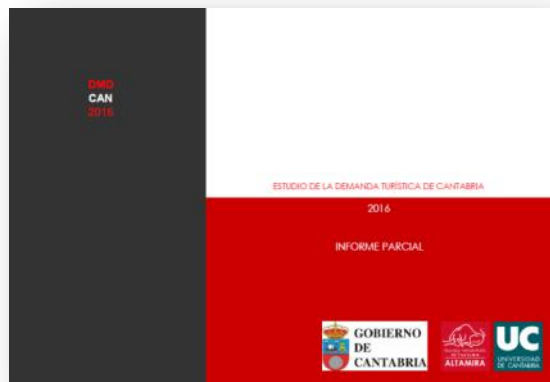 DMD
CAN
2016
ESTUDIO DE LA DEMANDA TURÍSTICA DE CANTABRIA
2016
INFORME PARCIAL
GOBIERNO
DE
CANTABRIA
ALTAMIRA
UC
UNIVERSIDAD
DE CANTABRIA